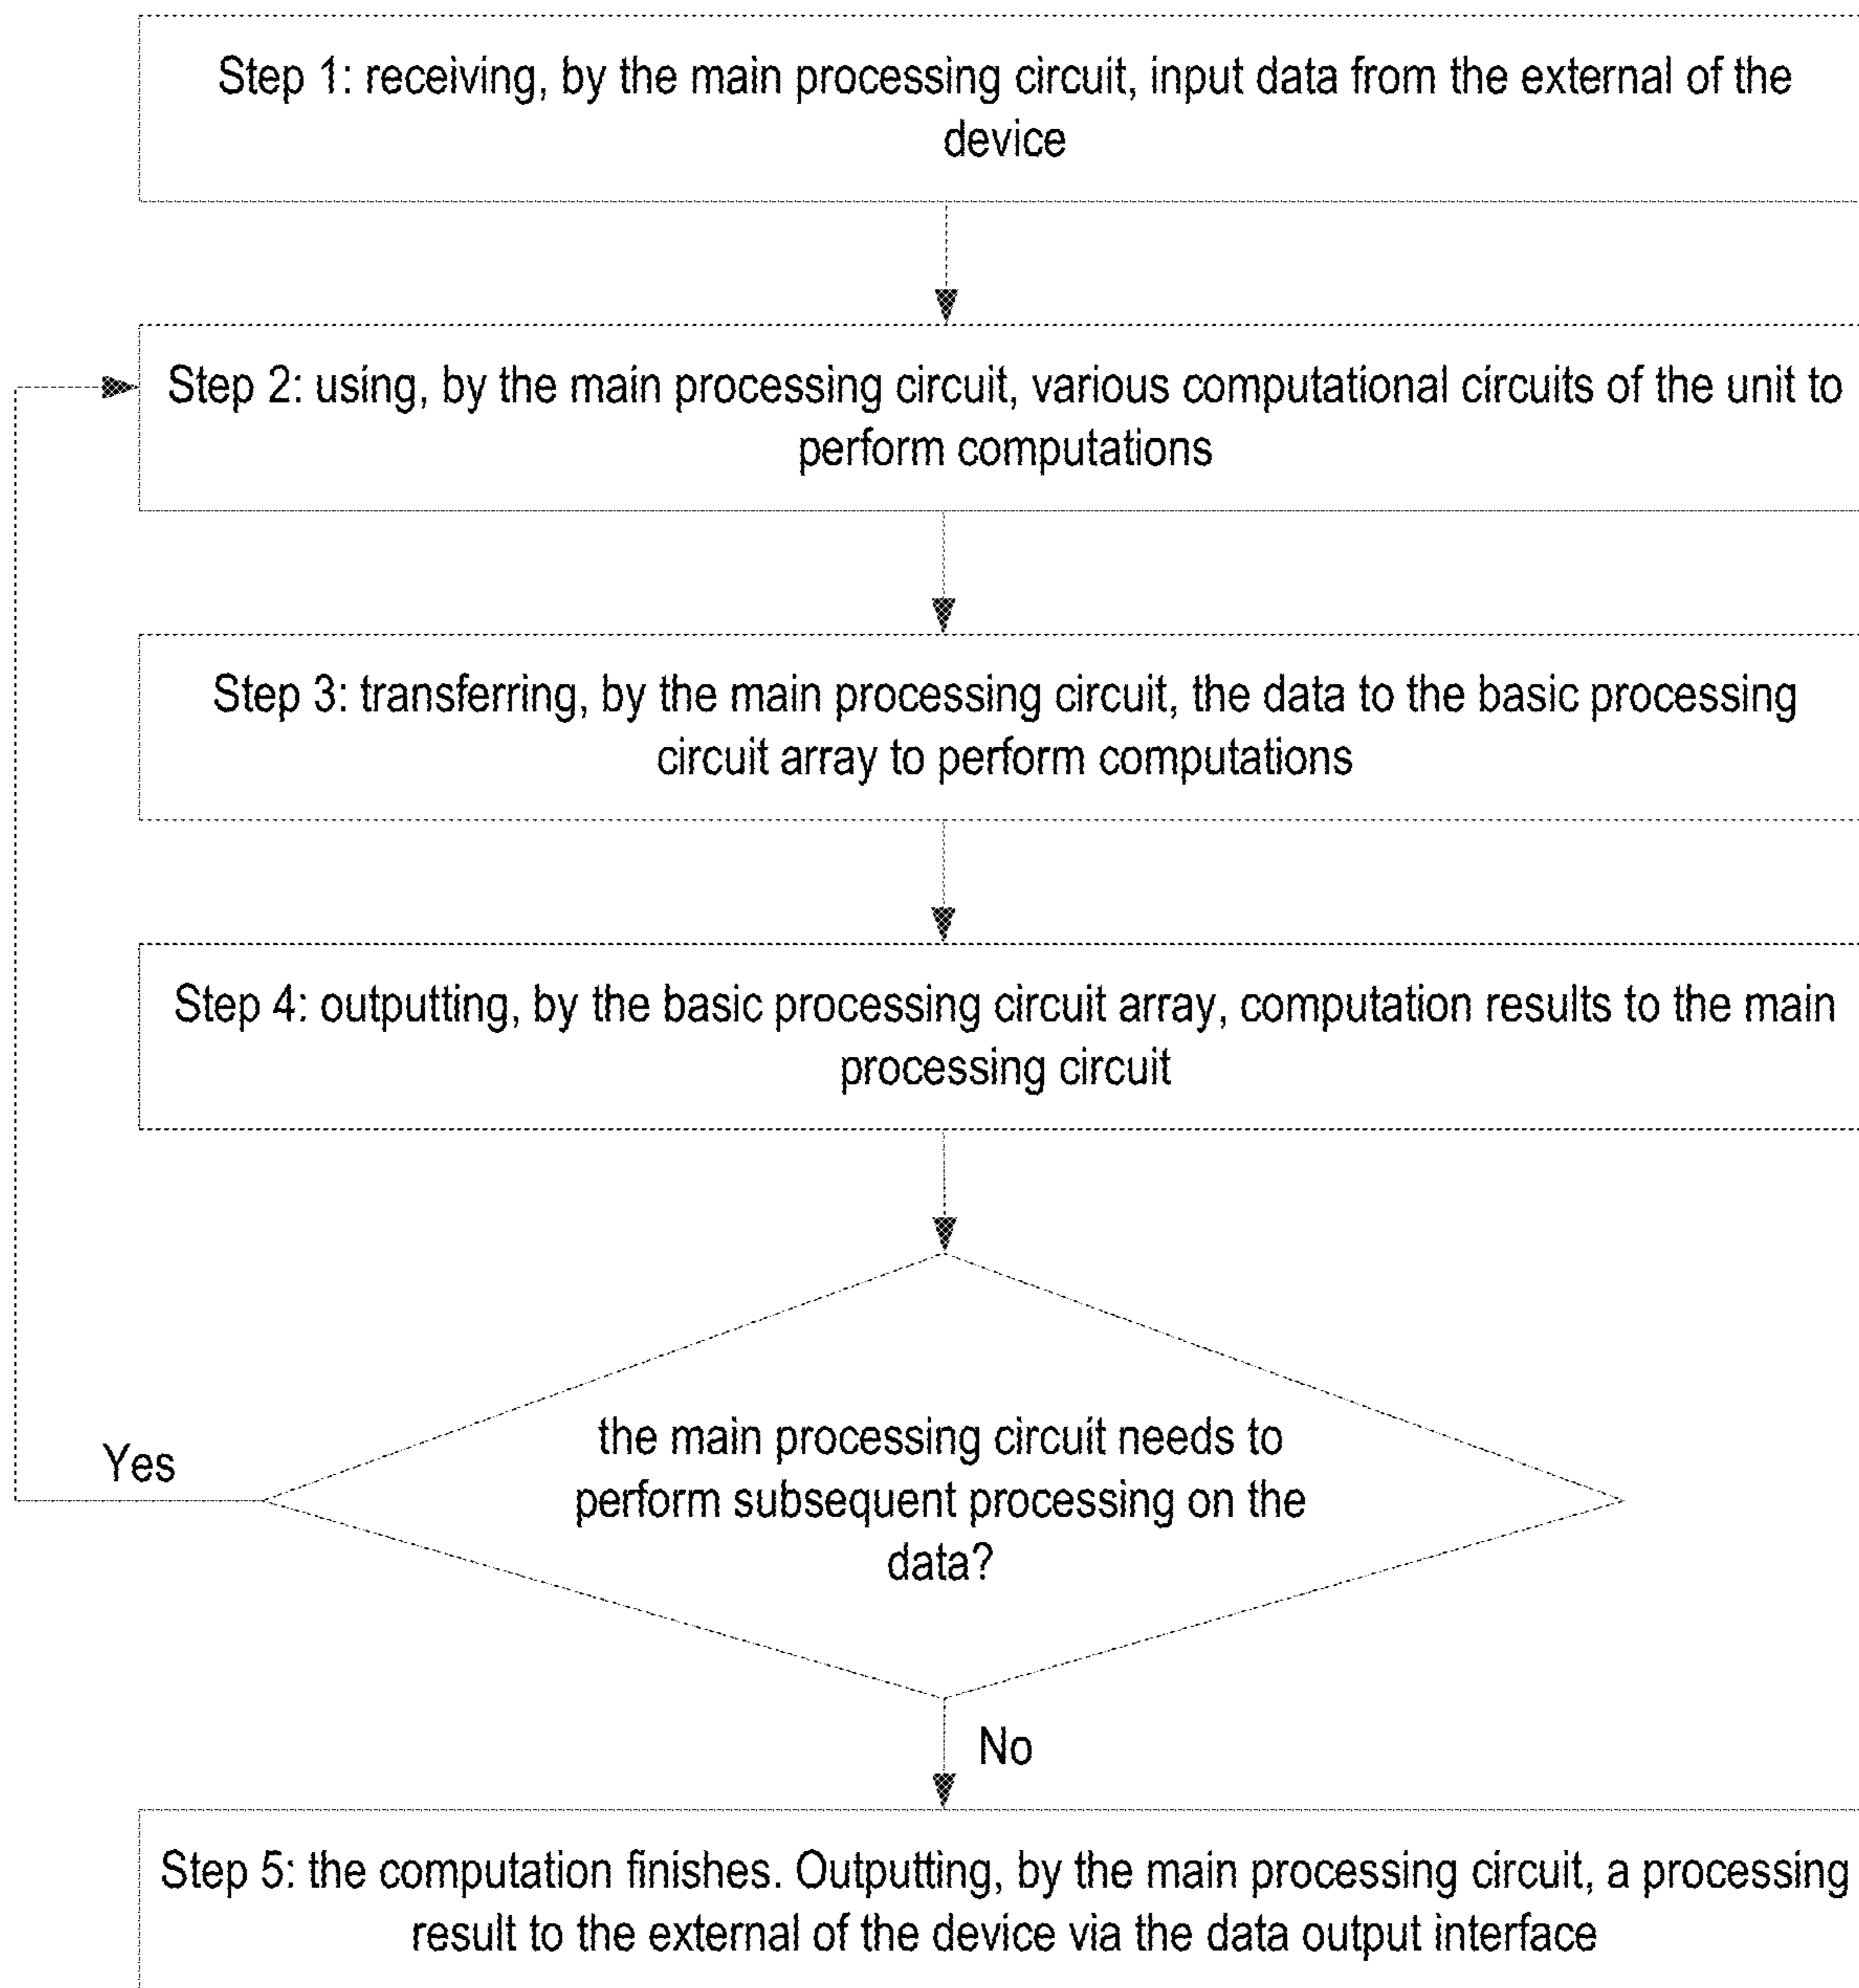 Step 1: receiving, by the main processing circuit, input data from the external of the
device
Step 2: using, by the main processing circuit, various computational circuits of the unit to
perform computations
Step 3: transferring, by the main processing circuit, the data to the basic processing
circuit array to perform computations
Step 4: outputting, by the basic processing circuit array, computation results to the main
processing circuit
the main processing circuit needs to
perform subsequent processing on the
data?
Yes
No
Step 5: the computation finishes. Outputting, by the main processing circuit, a processing
result to the external of the device via the data output interface